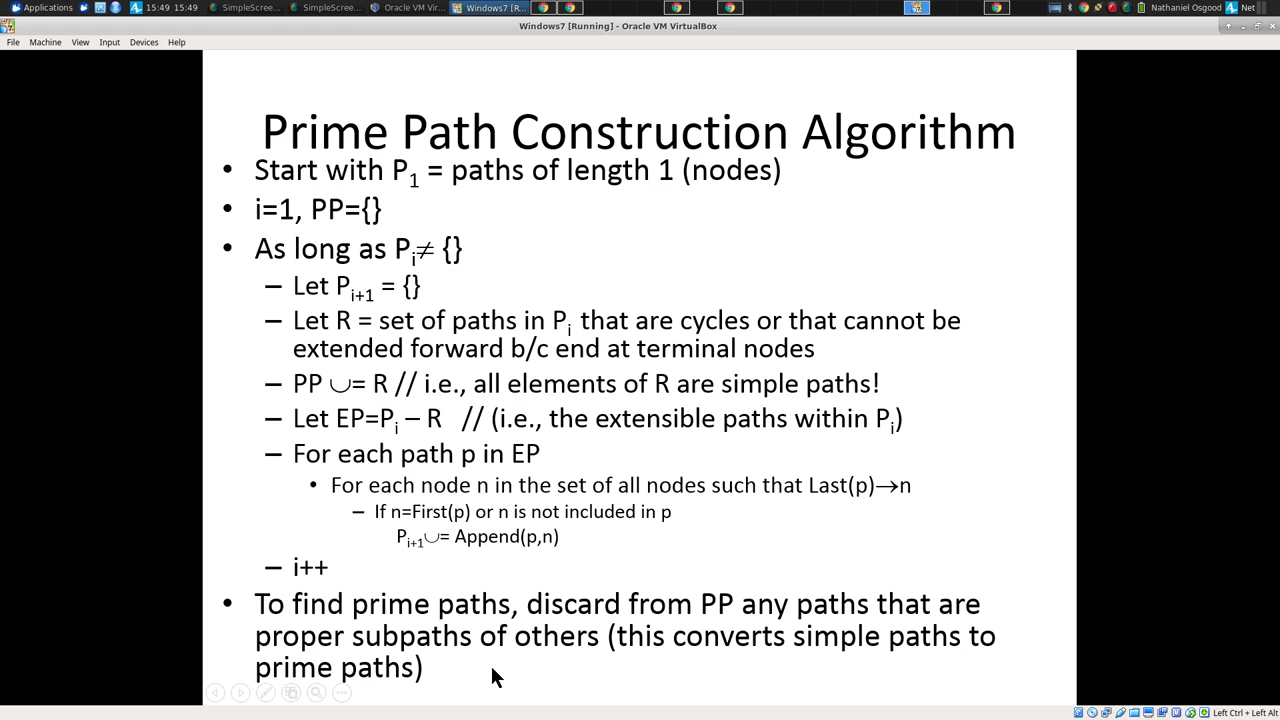 Applications 15:49 15:49 SimpleScree... SimpleScree... Oracle VM Vir... Windows7 [R... Nathaniel Osgood Net
Windows7 [Running] - Oracle VM VirtualBox
File Machine View Input Devices Help
Prime Path Construction Algorithm
• Start with P1 = paths of length 1 (nodes)
• i=1, PP={}
• As long as Pi≠ {}
– Let Pi+1 = {}
– Let R = set of paths in Pi that are cycles or that cannot be
extended forward b/c end at terminal nodes
– PP ∪= R // i.e., all elements of R are simple paths!
– Let EP=Pi – R // (i.e., the extensible paths within Pi)
– For each path p in EP
• For each node n in the set of all nodes such that Last(p)→n
– If n=First(p) or n is not included in p
Pi+1∪= Append(p,n)
– i++
• To find prime paths, discard from PP any paths that are
proper subpaths of others (this converts simple paths to
prime paths)
Left Ctrl + Left Alt